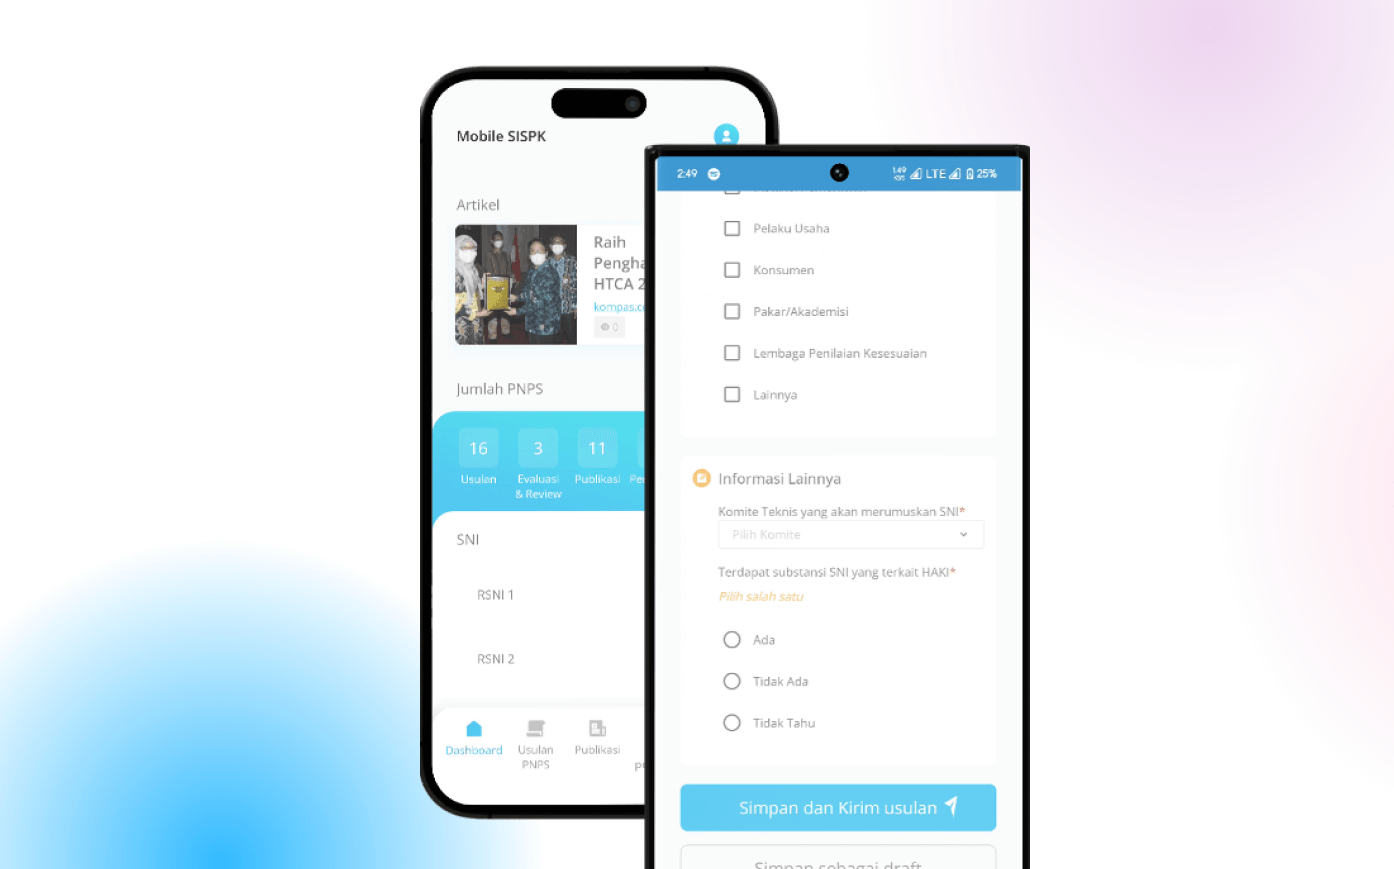 Mobile SISPK
Artikel
Raih
HTCA 2
0
Jumlah PNPS
16
3
11
Usulan
Evaluasi
& Review
Publikasi
SNI
RSNI 1
RSNI 2
Dashboard
Usulan
PNPS
Publikasi
2:49
1.49
LTE
25%
Pelaku Usaha
Konsumen
Pakar/Akademisi
Lembaga Penilaian Kesesuaian
Lainnya
Informasi Lainnya
Komite Teknis yang akan merumuskan SNI*
Pilih Komite
Terdapat substansi SNI yang terkait HAKI*
Pilih salah satu
Ada
Tidak Ada
Tidak Tahu
Simpan dan Kirim usulan
Simpan sebagai draft